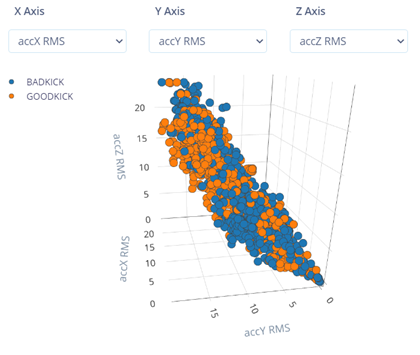 X Axis Y Axis Z Axis
accX RMS accY RMS accZ RMS
BADKICK
GOODKICK
20
15
10
5
0
accZ RMS
20
15
10
5
0
accX RMS
15
10
5
0
accY RMS